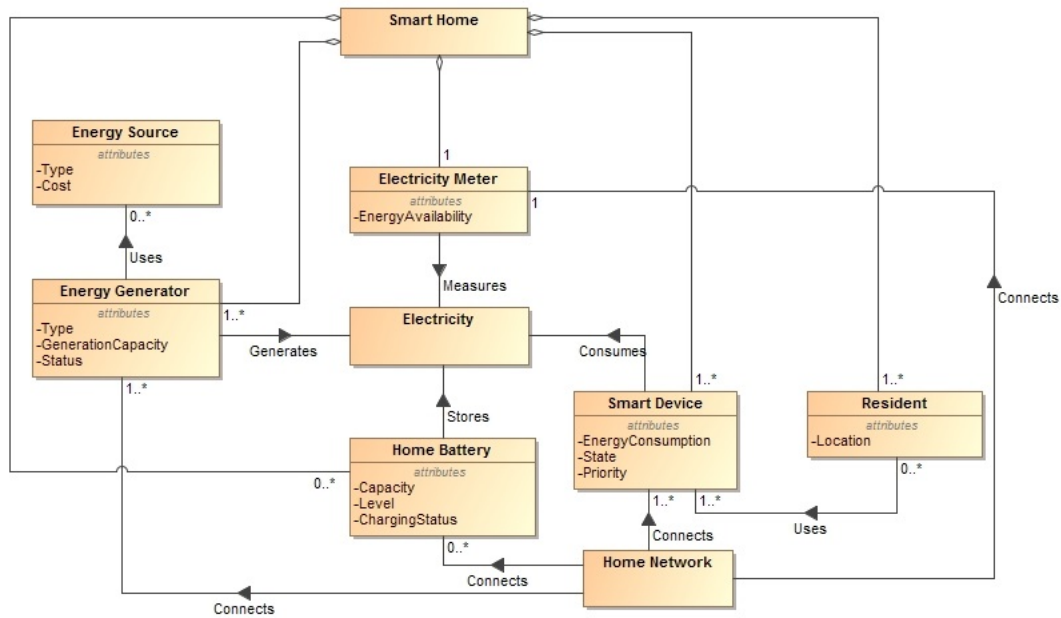 Smart Home
Energy Source
attributes
-Type
-Cost
0..*
Uses
1
Electricity Meter
attributes
-EnergyAvailability
1
Measures
Connects
Energy Generator
attributes
-Type
-GenerationCapacity
-Status
1..*
1..*
Generates
Electricity
Consumes
Stores
1..*
1..*
Smart Device
attributes
-EnergyConsumption
-State
-Priority
1..*
1..*
Resident
attributes
-Location
0..*
Uses
Home Battery
attributes
-Capacity
-Level
-ChargingStatus
0..*
0..*
Connects
Connects
Home Network
Connects